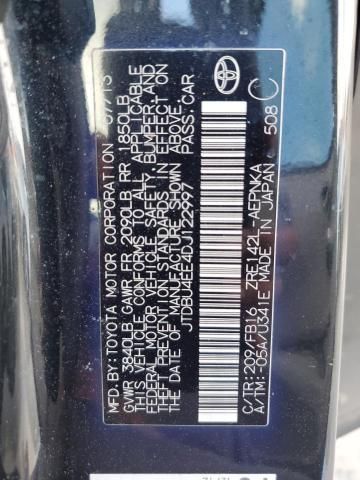 MFD. BY: TOYOTA MOTOR CORPORATION 07/13
GVWR 3840LB GAWR FR 2090LB RR 1850LB
THIS VEHICLE CONFORMS TO ALL APPLICABLE
FEDERAL MOTOR VEHICLE SAFETY, BUMPER, AND
THEFT PREVENTION STANDARDS IN EFFECT ON
THE DATE OF MANUFACTURE SHOWN ABOVE.
JTDBU4EE4DJ122997 PASS.CAR
C/TR:209/FB16 ZRE142L-AEPNKA
A/TM:-05A/U341E MADE IN JAPAN 508
C